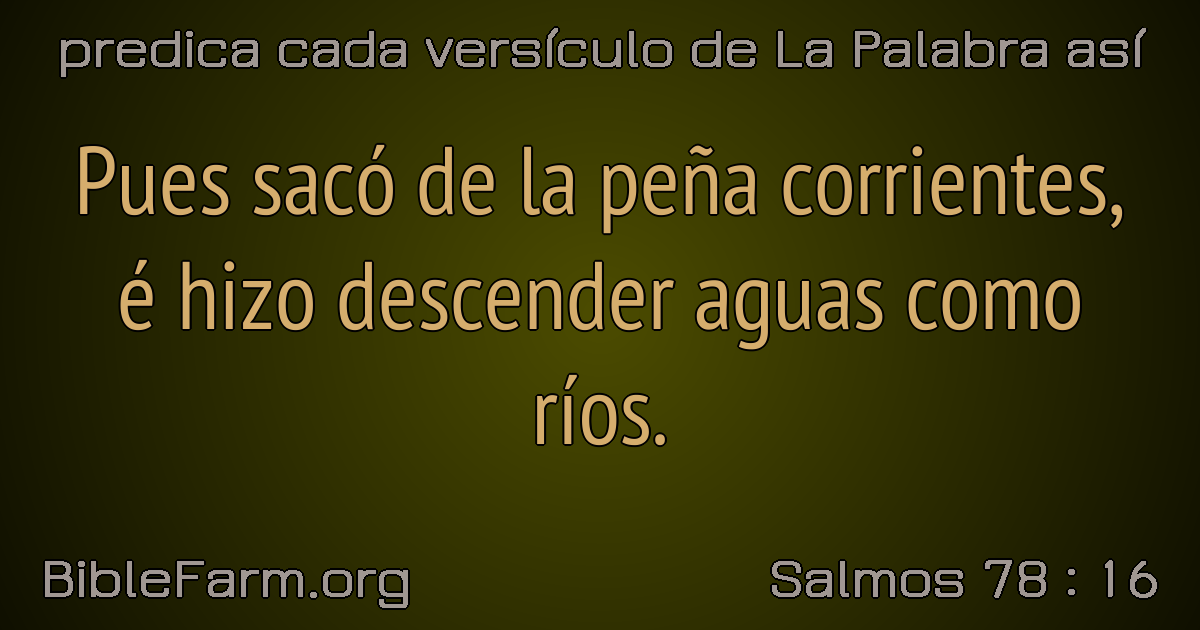 predica cada versículo de La Palabra así
Pues sacó de la peña corrientes,
é hizo descender aguas como
ríos.
BibleFarm.org
Salmos 78 : 16